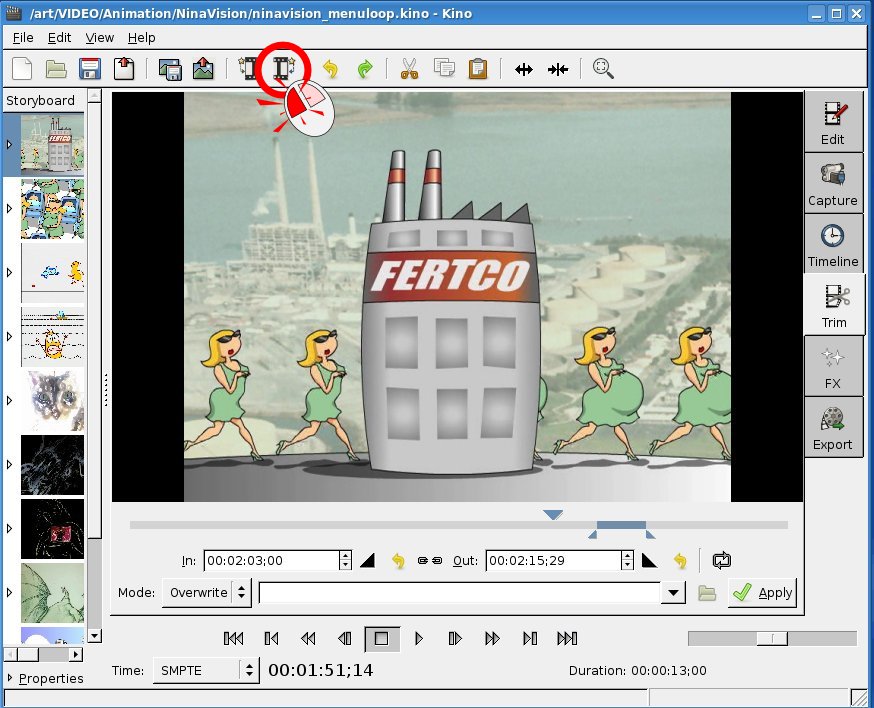 /art/VIDEO/Animation/NinaVision/ninavision_menuloop.kino - Kino
File Edit View Help
Storyboard
FERTCO
FERTCO
Edit
Capture
Timeline
Trim
FX
Export
In: 00:02:03;00 Out: 00:02:15;29
Mode: Overwrite Apply
Time: SMPTE 00:01:51;14 Duration: 00:00:13;00
Properties